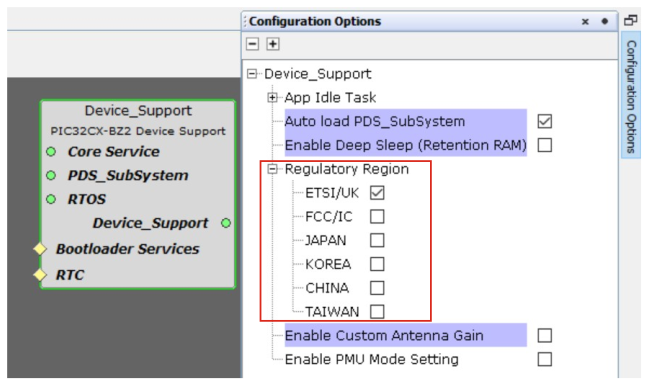 Configuration Options
Device_Support
App Idle Task
Auto load PDS_SubSystem
Enable Deep Sleep (Retention RAM)
Regulatory Region
ETSI/UK
FCC/IC
JAPAN
KOREA
CHINA
TAIWAN
Enable Custom Antenna Gain
Enable PMU Mode Setting
Configuration Options
Device_Support
PIC32CX-BZ2 Device Support
Core Service
PDS_SubSystem
RTOS
Device_Support
Bootloader Services
RTC